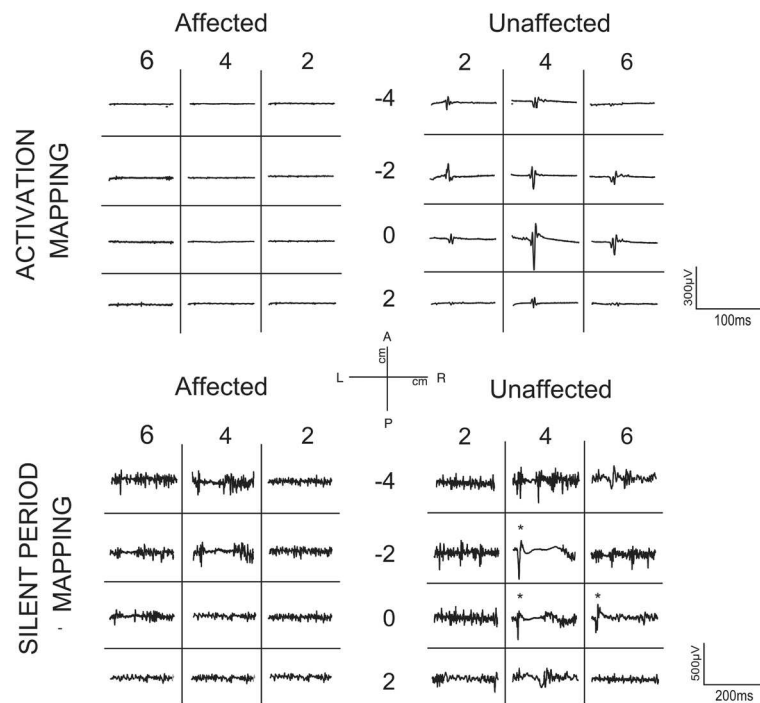 Affected Unaffected
6 4 2 2 4 6
-4
-2
0
2
ACTIVATION
MAPPING
300µV
100ms
A
cm
L cm R
P
Affected Unaffected
6 4 2 2 4 6
-4
*
-2
* *
0
2
SILENT PERIOD
MAPPING
500µV
200ms